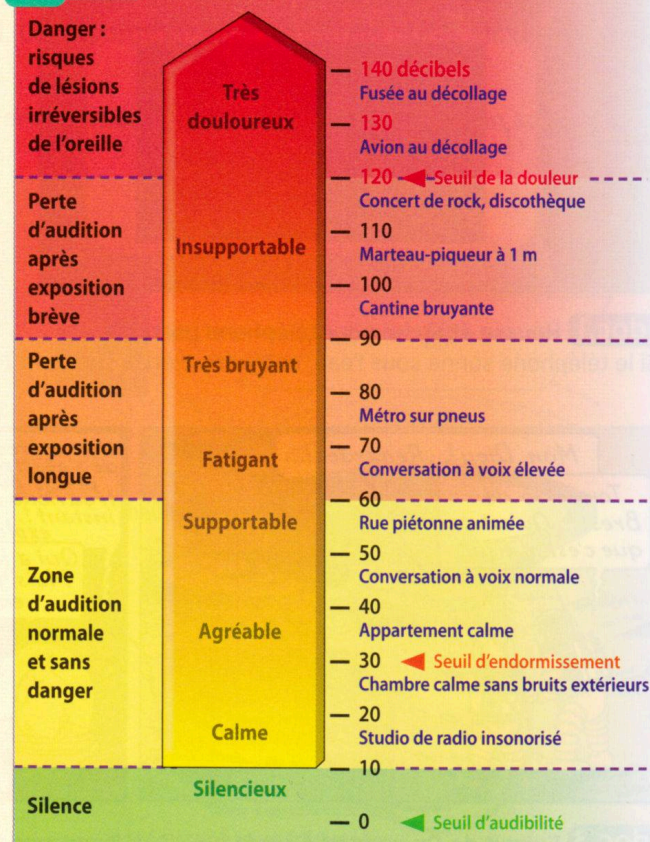 Danger :
risques
de lésions
irréversibles
de l'oreille
Perte
d'audition
après
exposition
brève
Perte
d'audition
après
exposition
longue
Zone
d'audition
normale
et sans
danger
Silence
Très
douloureux
Insupportable
Très bruyant
Fatigant
Supportable
Agréable
Calme
Silencieux
140 décibels
Fusée au décollage
130
Avion au décollage
120 Seuil de la douleur
Concert de rock, discothèque
110
Marteau-piqueur à 1 m
100
Cantine bruyante
90
80
Métro sur pneus
70
Conversation à voix élevée
60
Rue piétonne animée
50
Conversation à voix normale
40
Appartement calme
30 Seuil d'endormissement
Chambre calme sans bruits extérieurs
20
Studio de radio insonorisé
10
0 Seuil d'audibilité